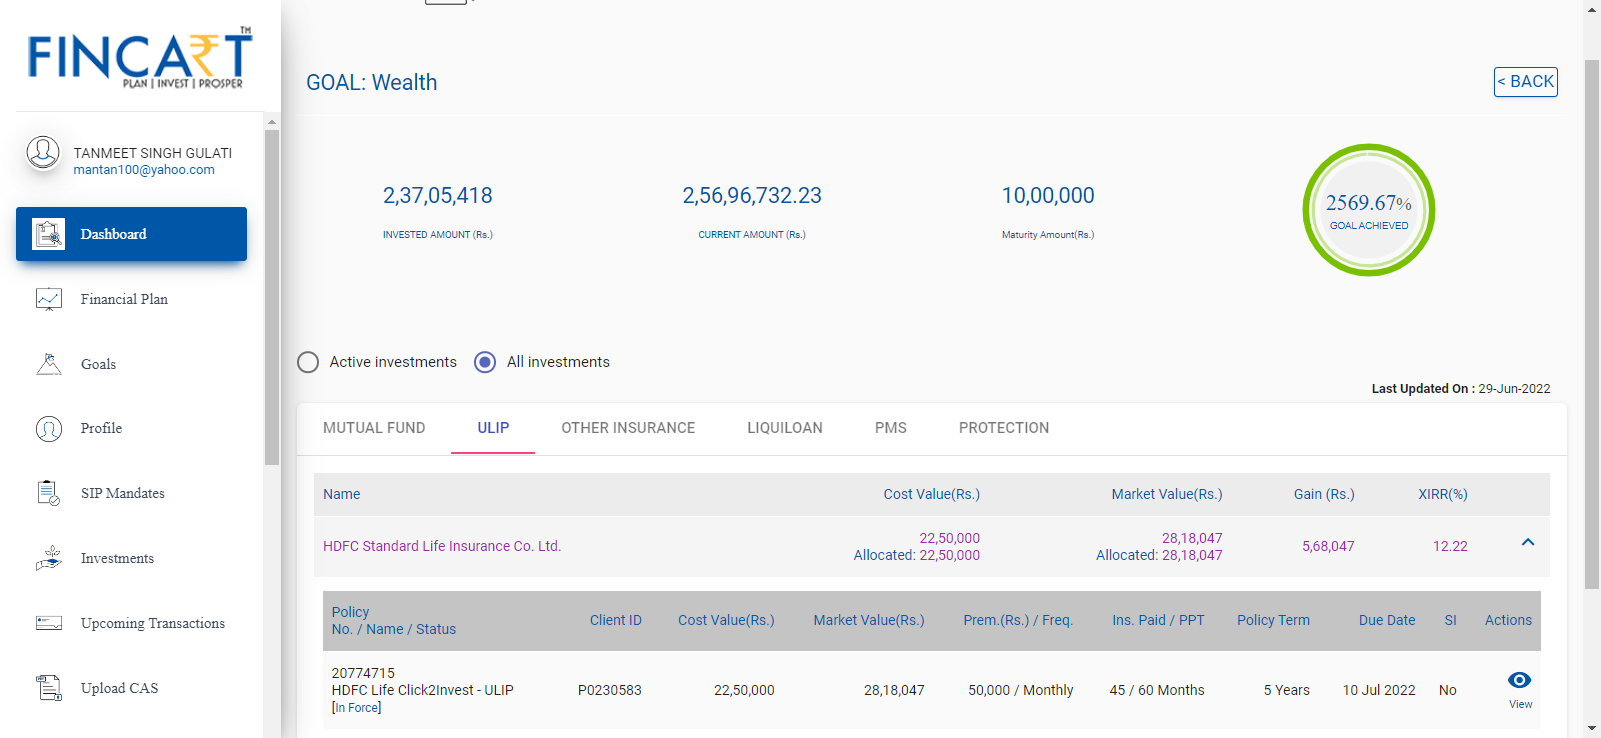 FINCART TM
PLAN | INVEST | PROSPER
TANMEET SINGH GULATI
mantan100@yahoo.com
Dashboard
Financial Plan
Goals
Profile
SIP Mandates
Investments
Upcoming Transactions
Upload CAS
GOAL: Wealth
< BACK
2,37,05,418
INVESTED AMOUNT (Rs.)
2,56,96,732.23
CURRENT AMOUNT (Rs.)
10,00,000
Maturity Amount(Rs.)
2569.67%
GOAL ACHIEVED
Active investments All investments
Last Updated On : 29-Jun-2022
MUTUAL FUND ULIP OTHER INSURANCE LIQUILOAN PMS PROTECTION
Name Cost Value(Rs.) Market Value(Rs.) Gain (Rs.) XIRR(%)
HDFC Standard Life Insurance Co. Ltd. 22,50,000 28,18,047 5,68,047 12.22
Allocated: 22,50,000 Allocated: 28,18,047
Policy
No. / Name / Status Client ID Cost Value(Rs.) Market Value(Rs.) Prem.(Rs.) / Freq. Ins. Paid / PPT Policy Term Due Date SI Actions
20774715
HDFC Life Click2Invest - ULIP P0230583 22,50,000 28,18,047 50,000 / Monthly 45 / 60 Months 5 Years 10 Jul 2022 No
[In Force] View